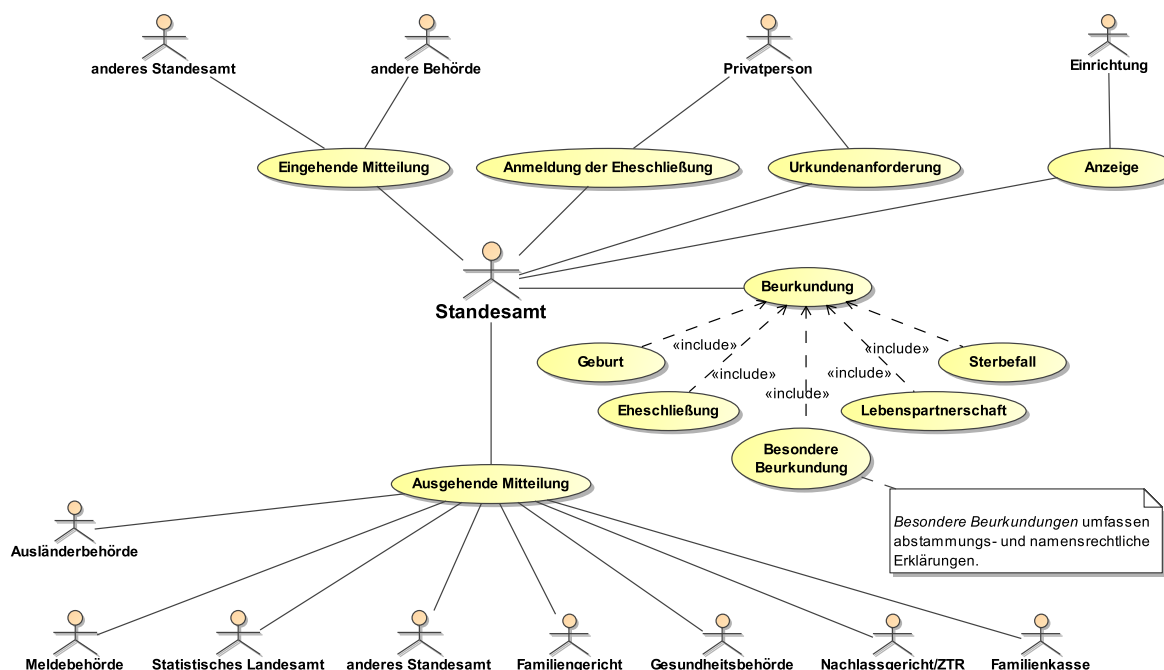 anderes Standesamt
andere Behörde
Privatperson
Einrichtung
Eingehende Mitteilung
Anmeldung der Eheschließung
Urkundenanforderung
Anzeige
Standesamt
Beurkundung
«include»
«include»
Geburt
Sterbefall
«include»
«include»
«include»
Eheschließung
Lebenspartnerschaft
Besondere
Beurkundung
Ausgehende Mitteilung
Besondere Beurkundungen umfassen
abstammungs- und namensrechtliche
Erklärungen.
Ausländerbehörde
Meldebehörde
Statistisches Landesamt
anderes Standesamt
Familiengericht
Gesundheitsbehörde
Nachlassgericht/ZTR
Familienkasse